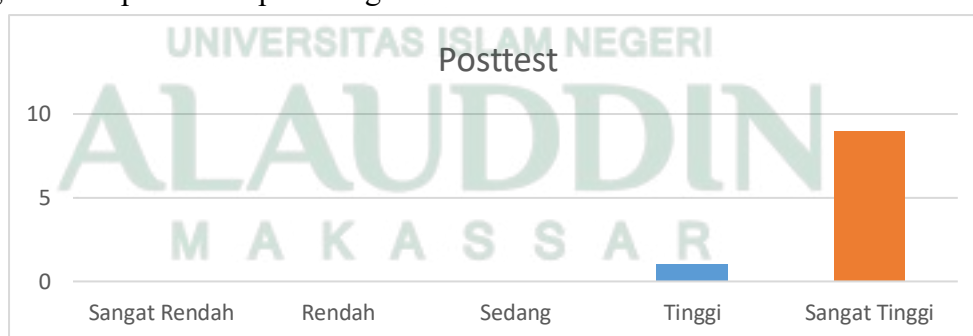 UNIVERSITAS ISLAM NEGERI
Posttest
ALAUDDIN
10
5
MAKASSAR
0
Sangat Rendah Rendah Sedang Tinggi Sangat Tinggi